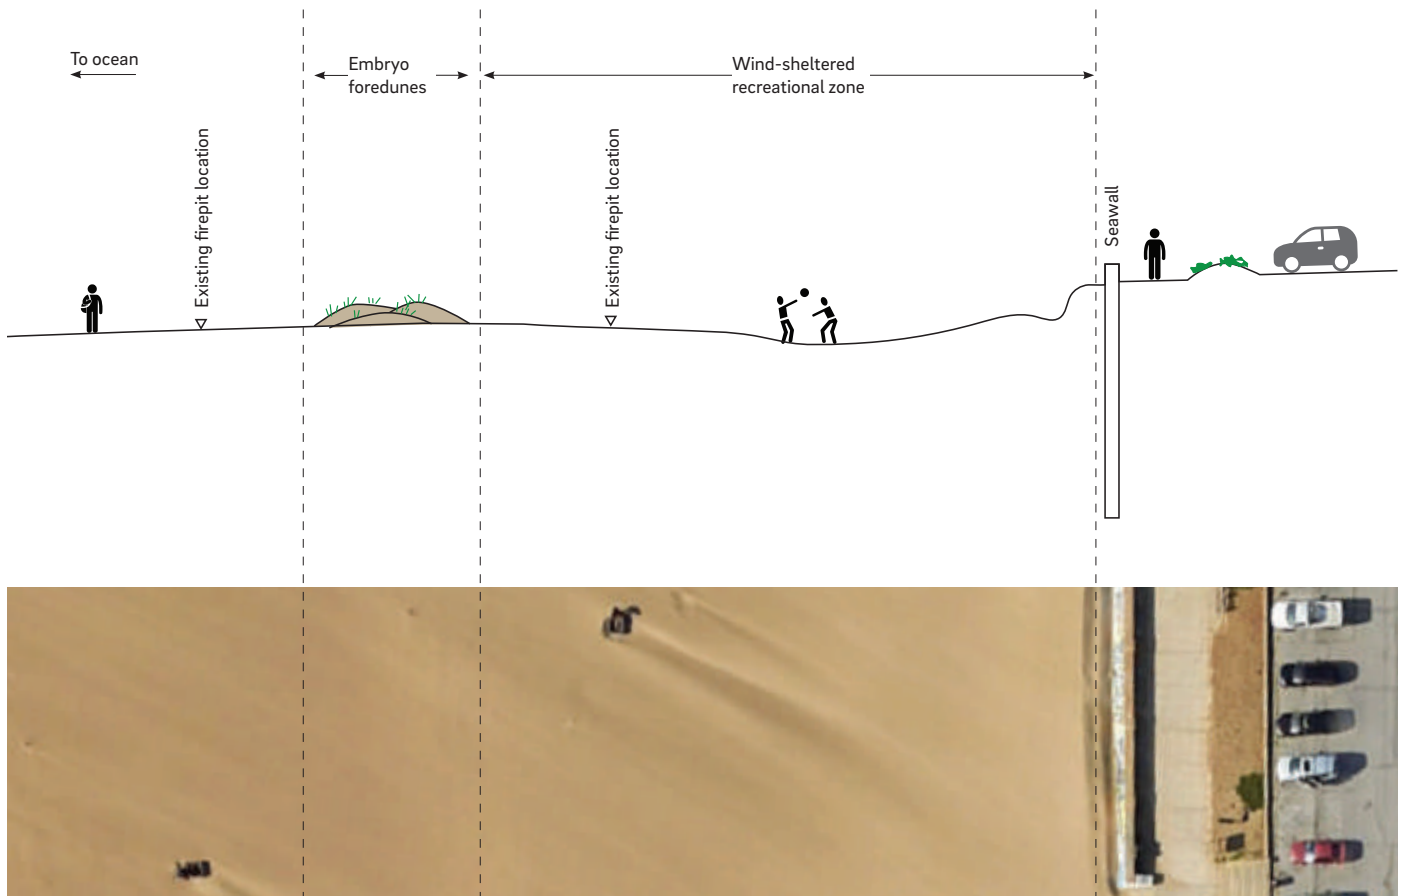 To ocean
Embryo
foredunes
Wind-sheltered
recreational zone
Existing firepit location
Existing firepit location
Seawall